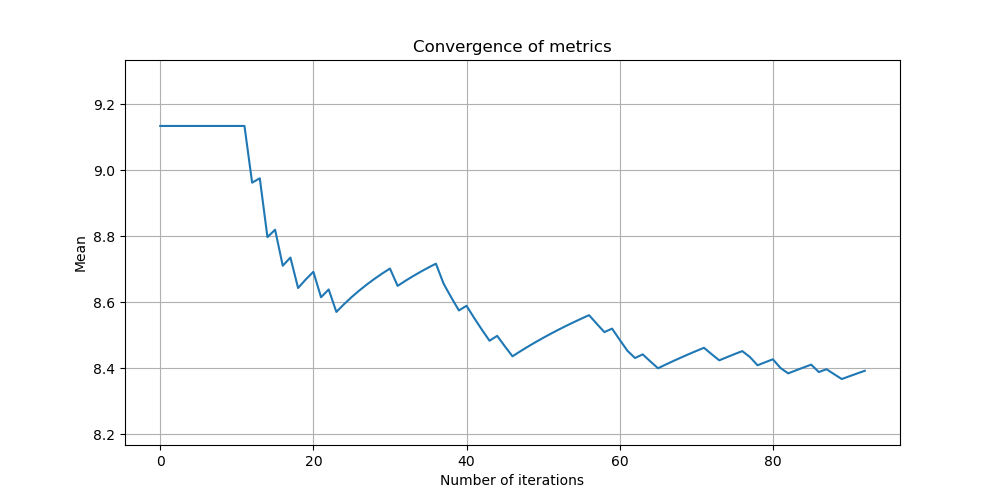 Convergence of metrics
Mean
9.2
9.0
8.8
8.6
8.4
8.2
0 20 40 60 80
Number of iterations